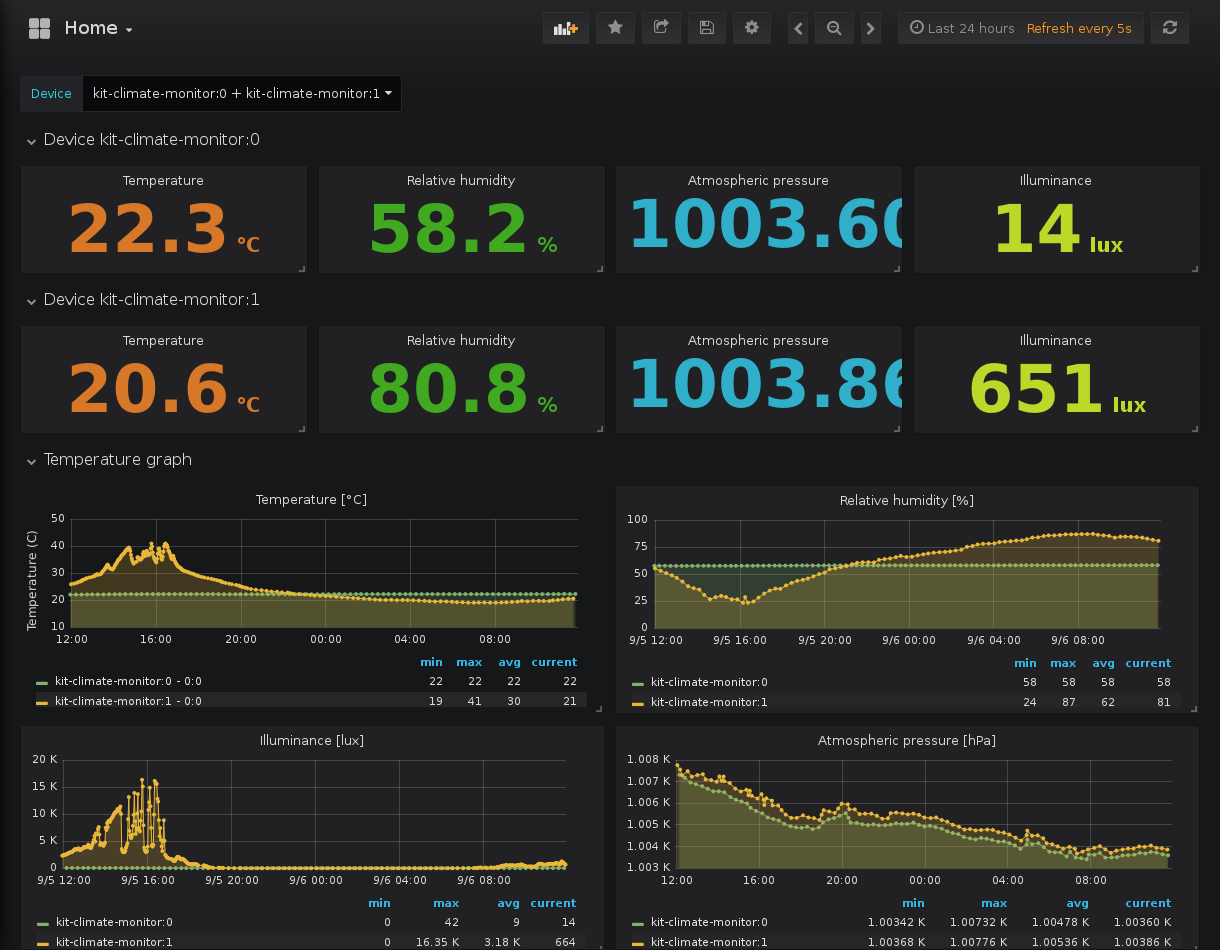 Home
Last 24 hours Refresh every 5s
Device kit-climate-monitor:0 + kit-climate-monitor:1
Device kit-climate-monitor:0
Temperature Relative humidity Atmospheric pressure Illuminance
22.3 °C 58.2 % 1003.60 14 lux
Device kit-climate-monitor:1
Temperature Relative humidity Atmospheric pressure Illuminance
20.6 °C 80.8 % 1003.86 651 lux
Temperature graph
Temperature [°C]
Temperature (C)
50
40
30
20
10
12:00 16:00 20:00 00:00 04:00 08:00
min max avg current
kit-climate-monitor:0 - 0:0 22 22 22 22
kit-climate-monitor:1 - 0:0 19 41 30 21
Relative humidity [%]
100
75
50
25
0
9/5 12:00 9/5 16:00 9/5 20:00 9/6 00:00 9/6 04:00 9/6 08:00
min max avg current
kit-climate-monitor:0 58 58 58 58
kit-climate-monitor:1 24 87 62 81
Illuminance [lux]
20 K
15 K
10 K
5 K
0
9/5 12:00 9/5 16:00 9/5 20:00 9/6 00:00 9/6 04:00 9/6 08:00
min max avg current
kit-climate-monitor:0 0 42 9 14
kit-climate-monitor:1 0 16.35 K 3.18 K 664
Atmospheric pressure [hPa]
1.008 K
1.007 K
1.006 K
1.005 K
1.004 K
1.003 K
12:00 16:00 20:00 00:00 04:00 08:00
min max avg current
kit-climate-monitor:0 1.00342 K 1.00732 K 1.00478 K 1.00360 K
kit-climate-monitor:1 1.00368 K 1.00776 K 1.00536 K 1.00386 K